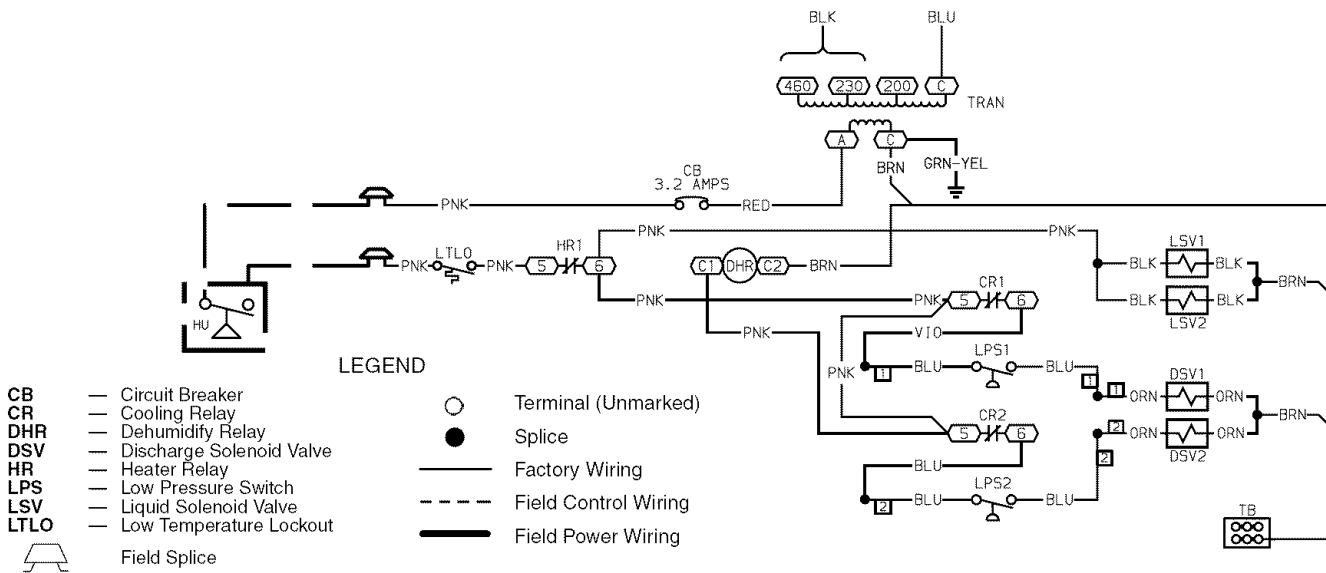 BLK BLU
460 230 200 C
TRAN
A C
BRN GRN-YEL
CB
3.2 AMPS
PNK RED
PNK PNK
LTLO HR1 LSV1
PNK PNK 5 6 C1 DHR C2 BRN BLK BLK
BRN
CR1
PNK PNK 5 6 BLK BLK
LSV2
HU
PNK VIO
LPS1
PNK 1 BLU BLU 1 1 DSV1
ORN ORN
BRN
CR2
5 6 2 ORN ORN
DSV2
BLU 2
LPS2
2 BLU BLU
TB
LEGEND
CB — Circuit Breaker
CR — Cooling Relay
DHR — Dehumidify Relay
DSV — Discharge Solenoid Valve
HR — Heater Relay
LPS — Low Pressure Switch
LSV — Liquid Solenoid Valve
LTLO — Low Temperature Lockout
Field Splice
Terminal (Unmarked)
Splice
Factory Wiring
Field Control Wiring
Field Power Wiring